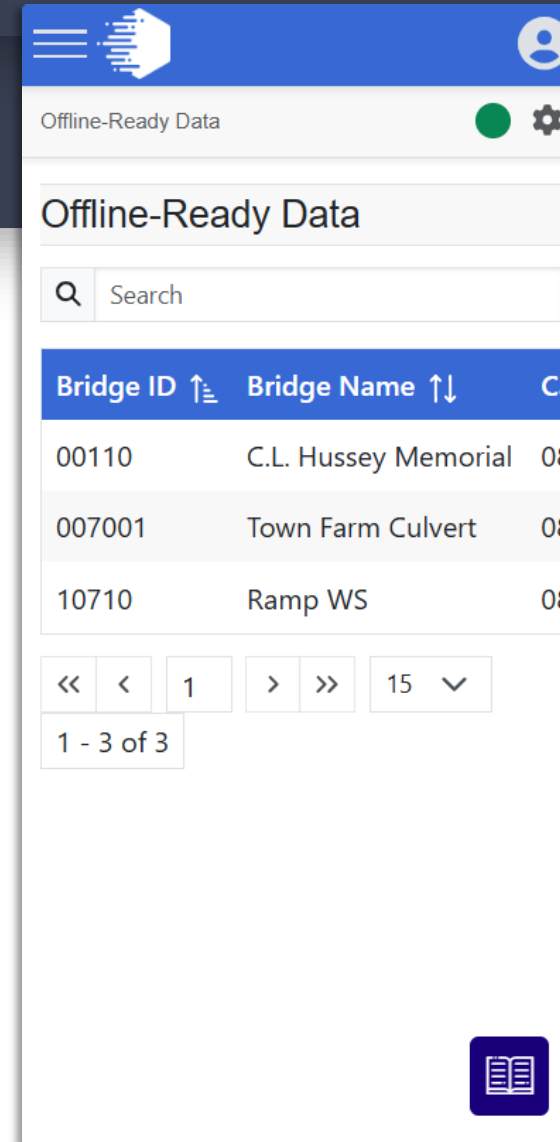 Offline-Ready Data
Offline-Ready Data
Search
Bridge ID Bridge Name
00110 C.L. Hussey Memorial
007001 Town Farm Culvert
10710 Ramp WS
1 15
1 - 3 of 3